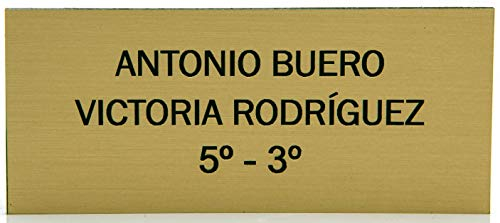 ANTONIO BUERO
VICTORIA RODRÍGUEZ
5º - 3º